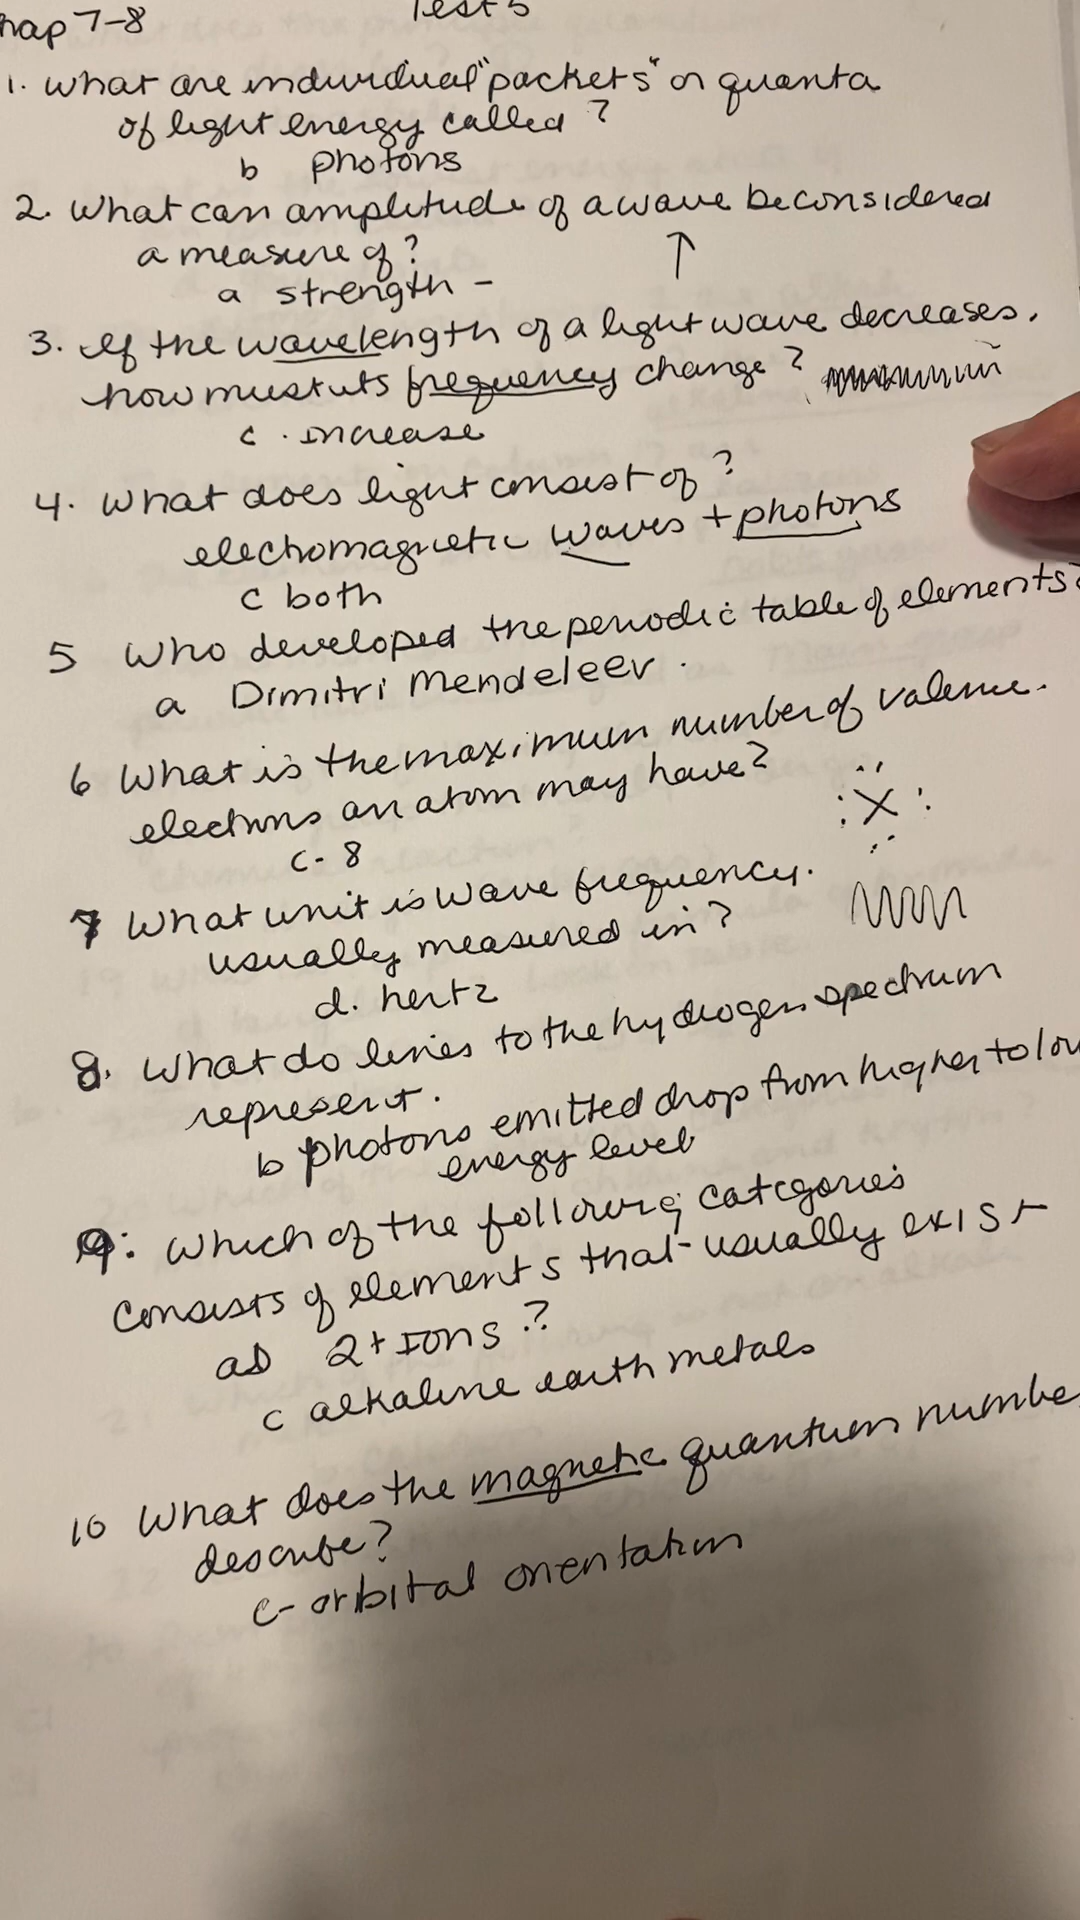 hap 7-8 Test 5
1. What are individual "packets" or quanta
of light energy called?
b photons
2. What can amplitude of a wave be considered
a measure of?
a strength -
3. If the wavelength of a light wave decreases,
how must its frequency change?
c. increase
4. What does light consist of?
electromagnetic waves + photons
c both
5 Who developed the periodic table of elements?
a Dimitri Mendeleev.
6 What is the maximum number of valence
electrons an atom may have?
:X:
c- 8
7 What unit is wave frequency
usually measured in?
d. hertz
8. What do lines to the hydrogen spectrum
represent.
b photons emitted drop from higher to low
energy level
9. Which of the following categories
consists of elements that usually exist
as 2+ ions?
c alkaline earth metals
10 What does the magnetic quantum number
describe?
c- orbital orientation